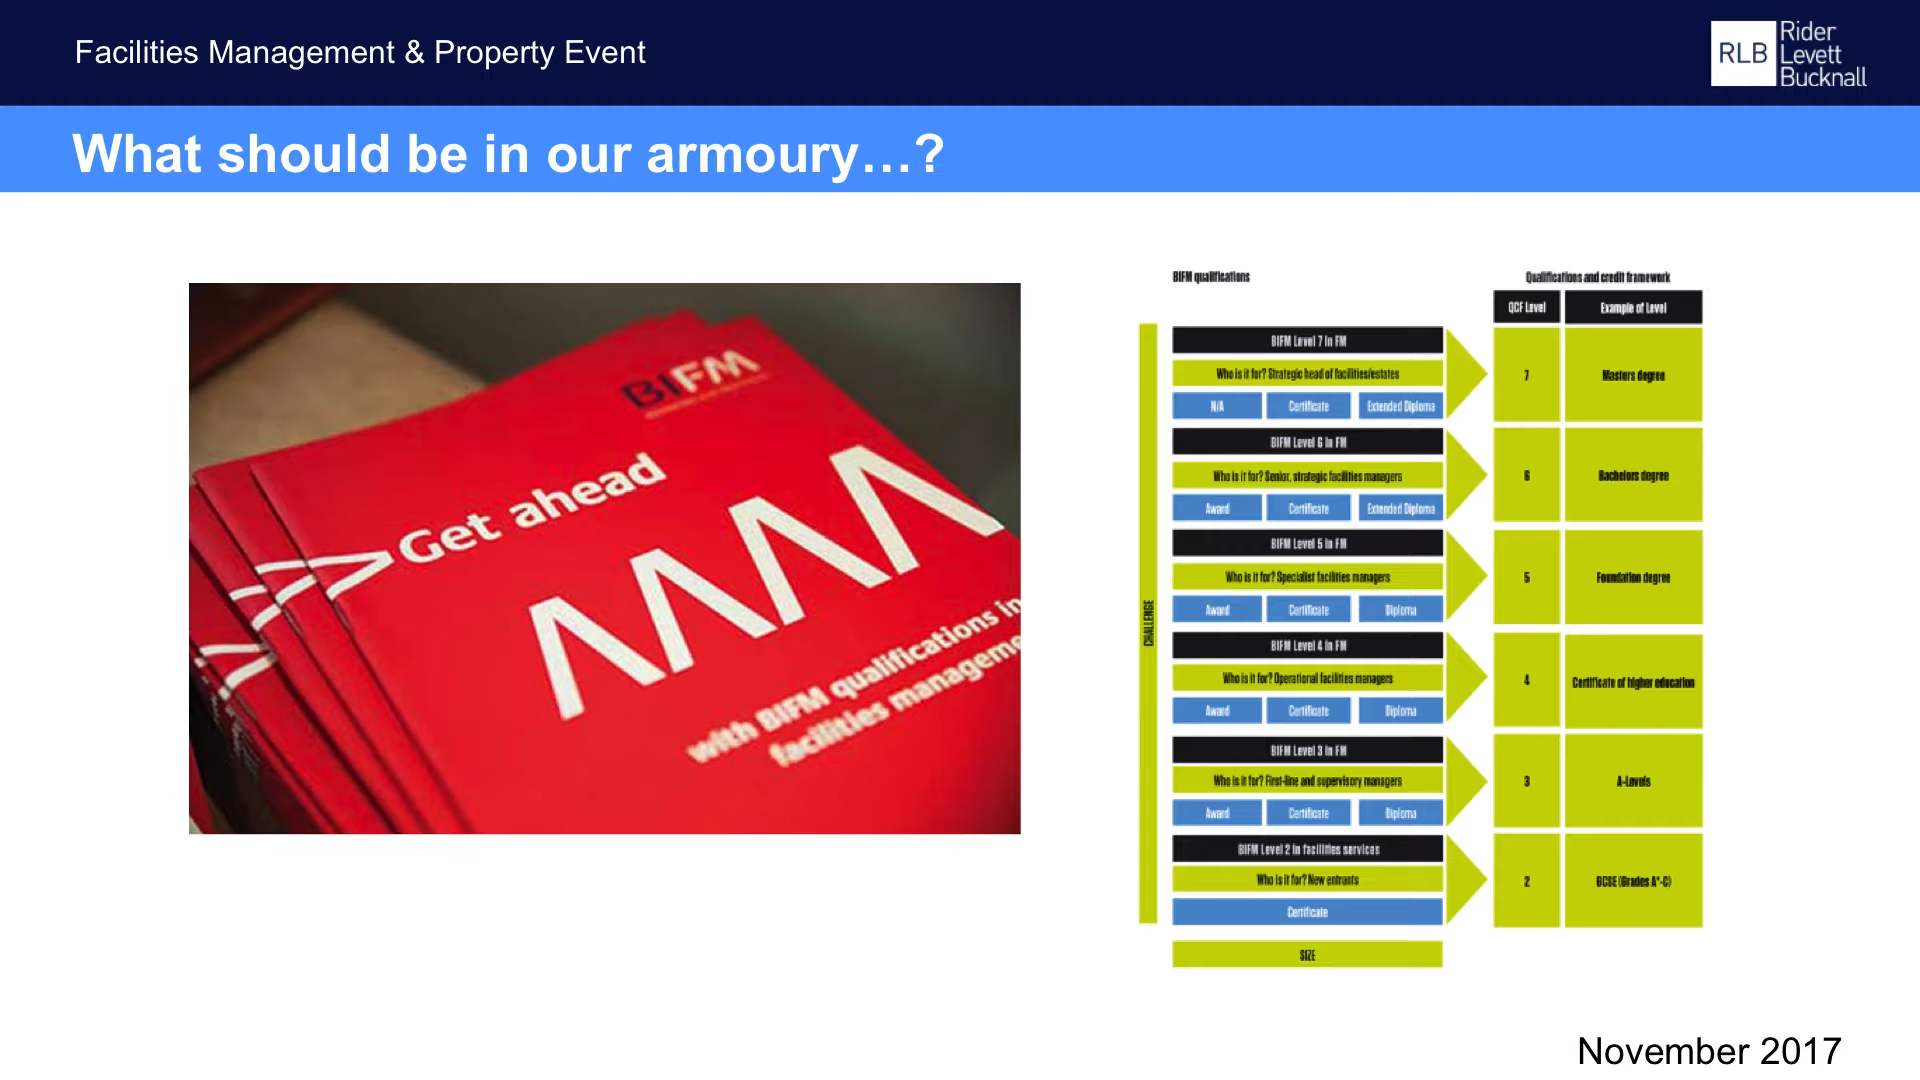 Facilities Management & Property Event
RLB
Rider
Levett
Bucknall
What should be in our armoury…?
BIFM
Get ahead
with BIFM qualifications in
facilities manageme
BIFM qualifications
Qualifications and credit framework
QCF Level
Example of Level
CHALLENGE
BIFM Level 7 in FM
Who is it for? Strategic head of facilities/estates
N/A
Certificate
Extended Diploma
7
Masters degree
BIFM Level 6 in FM
Who is it for? Senior, strategic facilities managers
Award
Certificate
Extended Diploma
6
Bachelors degree
BIFM Level 5 in FM
Who is it for? Specialist facilities managers
Award
Certificate
Diploma
5
Foundation degree
BIFM Level 4 in FM
Who is it for? Operational facilities managers
Award
Certificate
Diploma
4
Certificate of higher education
BIFM Level 3 in FM
Who is it for? First-line and supervisory managers
Award
Certificate
Diploma
3
A-Levels
BIFM Level 2 in facilities services
Who is it for? New entrants
Certificate
2
GCSE (Grades A*-C)
SIZE
November 2017